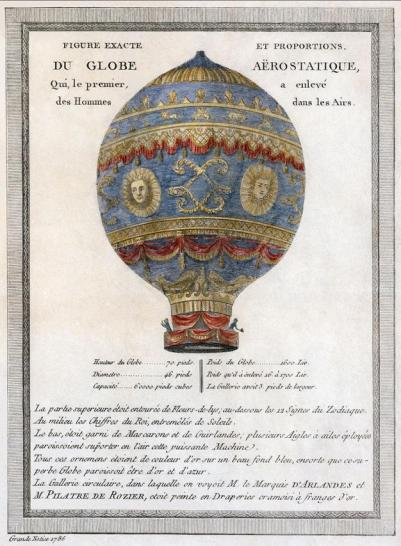 FIGURE EXACTE ET PROPORTIONS,
DU GLOBE AËROSTATIQUE,
Qui, le premier, a enlevé
des Hommes dans les Airs.
Hauteur du Globe..........70 pieds. Poids du Globe..........1600 Liv.
Diametre..........46 pieds Poids qu'il a enlevé 16 à 1700 Liv.
Capacité.....60000 pieds cubes La Gallerie avoit 3 pieds de largeur.
La partie superieure étoit entourée de Fleurs-de-lys, au-dessous les 12 Signes du Zodiaque.
Au milieu les Chiffres du Roi, entremêlés de Soleils.
Le bas, étoit garni de Mascarons et de Guirlandes, plusieurs Aigles à ailes éployées
paroissoient suporter en l'air cette puissante Machine.
Tous ces ornemens étoient de couleur d'or sur un beau fond bleu, ensorte que ce su-
perbe Globe paroissoit être d'or et d'azur.
La Gallerie circulaire, dans laquelle on voyoit M. le Marquis D'ARLANDES et
M. PILATRE DE ROZIER, étoit peinte en Draperies cramoisi à franges d'or.
1786